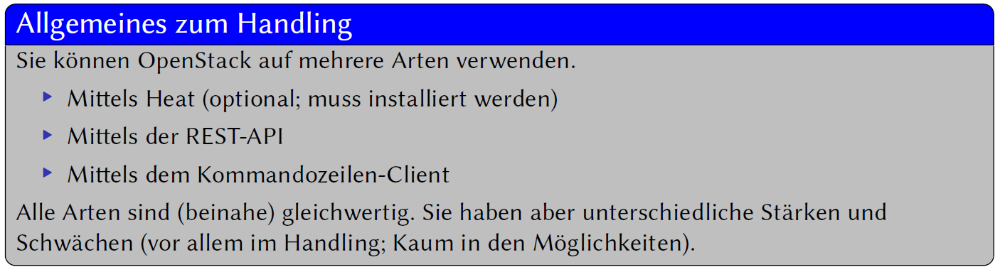 Allgemeines zum Handling
Sie können OpenStack auf mehrere Arten verwenden.
Mittels Heat (optional; muss installiert werden)
Mittels der REST-API
Mittels dem Kommandozeilen-Client
Alle Arten sind (beinahe) gleichwertig. Sie haben aber unterschiedliche Stärken und
Schwächen (vor allem im Handling; Kaum in den Möglichkeiten).